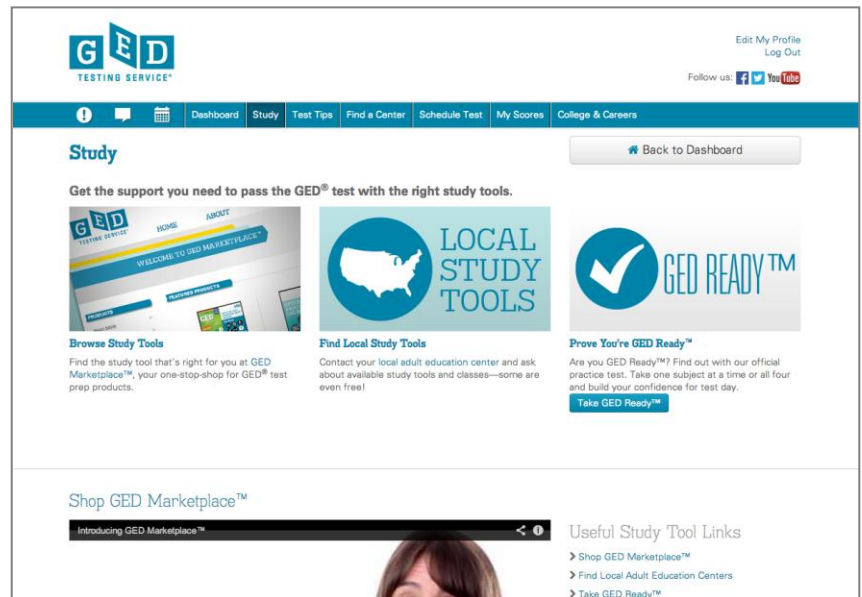 GED
TESTING SERVICE®
Edit My Profile
Log Out
Follow us: f You Tube
Dashboard Study Test Tips Find a Center Schedule Test My Scores College & Careers
Study
Back to Dashboard
Get the support you need to pass the GED® test with the right study tools.
GED
TESTING SERVICE
HOME ABOUT
WELCOME TO GED MARKETPLACE™
PRODUCTS
FEATURED PRODUCTS
LOCAL
STUDY
TOOLS
GED READY™
Browse Study Tools
Find the study tool that's right for you at GED
Marketplace™, your one-stop-shop for GED® test
prep products.
Find Local Study Tools
Contact your local adult education center and ask
about available study tools and classes—some are
even free!
Prove You're GED Ready™
Are you GED Ready™? Find out with our official
practice test. Take one subject at a time or all four
and build your confidence for test day.
Take GED Ready™
Shop GED Marketplace™
Introducing GED Marketplace™
Useful Study Tool Links
Shop GED Marketplace™
Find Local Adult Education Centers
Take GED Ready™